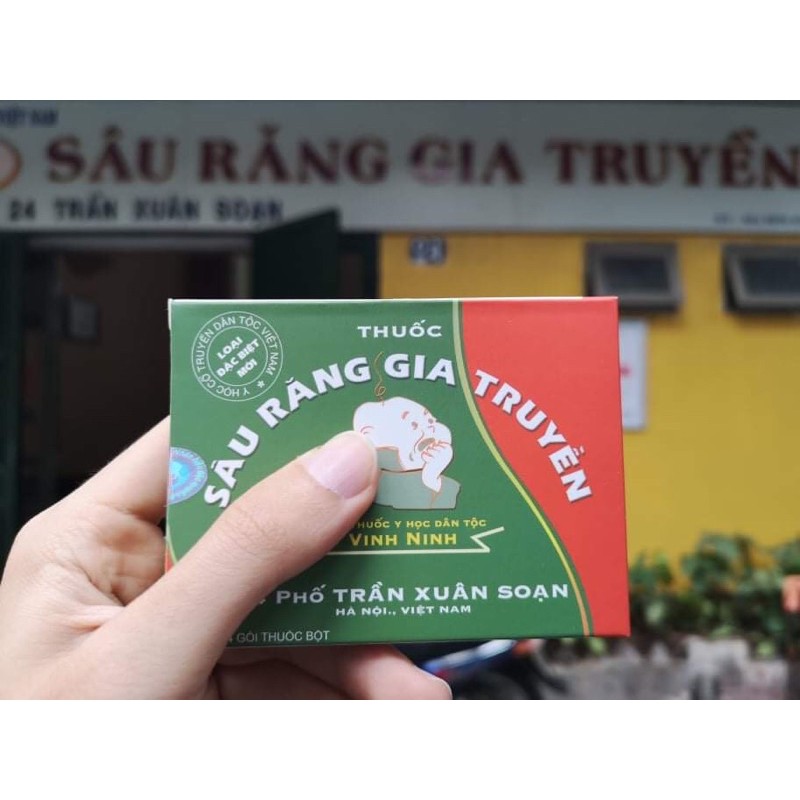 VIỆT NAM
SÂU RĂNG GIA TRUYỀN
24 TRẦN XUÂN SOẠN
Y HỌC CỔ TRUYỀN DÂN TỘC VIỆT NAM
LOẠI
ĐẶC BIỆT
MỚI
THUỐC
SÂU RĂNG GIA TRUYỀN
THUỐC Y HỌC DÂN TỘC
VINH NINH
PHỐ TRẦN XUÂN SOẠN
HÀ NỘI., VIỆT NAM
GÓI THUỐC BỘT